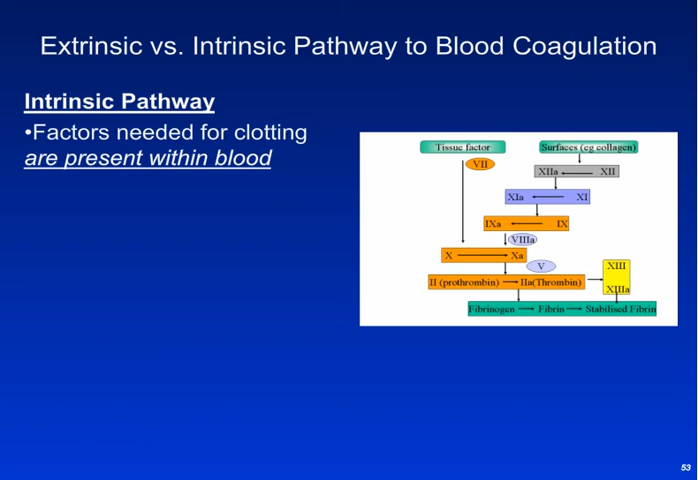 Extrinsic vs. Intrinsic Pathway to Blood Coagulation
Intrinsic Pathway
•Factors needed for clotting
are present within blood
Tissue factor
Surfaces (eg collagen)
VII
XIIa XII
XIa XI
IXa IX
VIIIa
X Xa
V
II (prothrombin) IIa(Thrombin)
XIII
XIIIa
Fibrinogen Fibrin Stabilised Fibrin
53